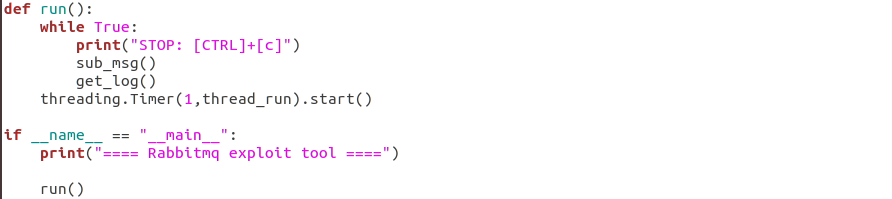 def run():
    while True:
        print("STOP: [CTRL]+[c]")
        sub_msg()
        get_log()
    threading.Timer(1,thread_run).start()

if __name__ == "__main__":
    print("==== Rabbitmq exploit tool ====")

    run()